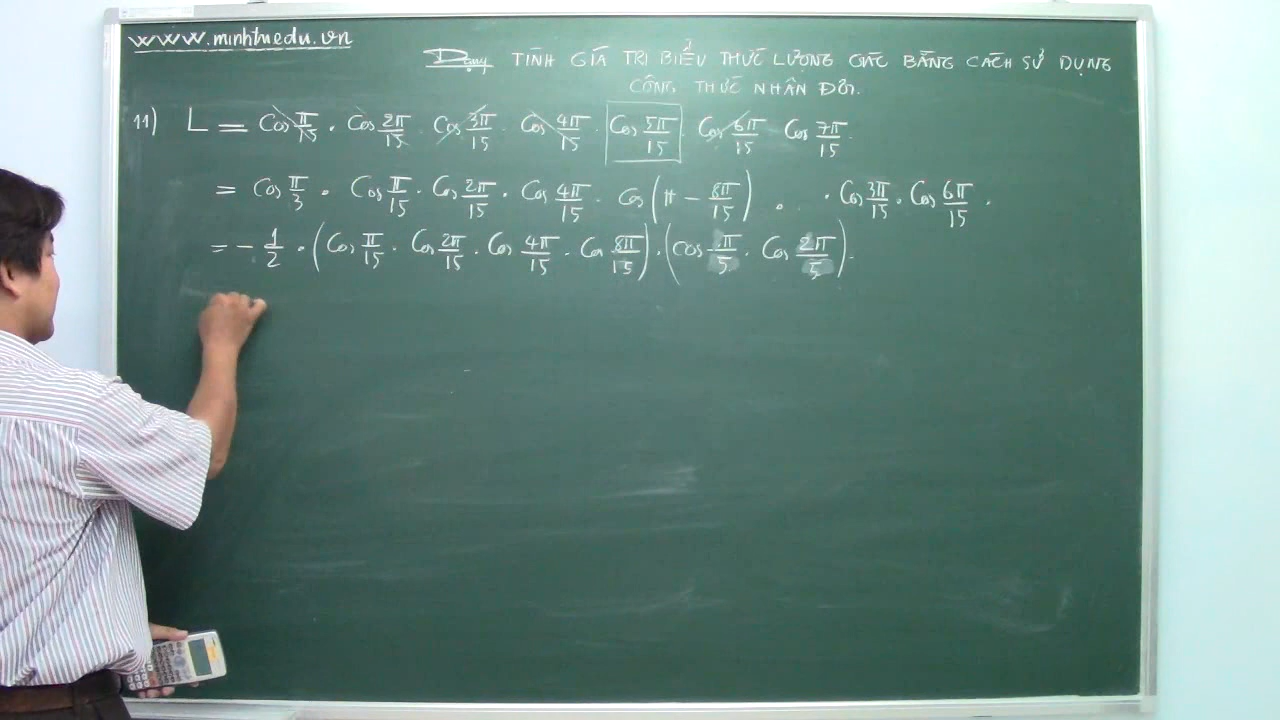 www.minhtuedu.vn
Dạng TÍNH GIÁ TRỊ BIỂU THỨC LƯỢNG GIÁC BẰNG CÁCH SỬ DỤNG
CÔNG THỨC NHÂN ĐÔI.
11) L = Cos π/15 . Cos 2π/15 . Cos 3π/15 . Cos 4π/15 . Cos 5π/15 . Cos 6π/15 . Cos 7π/15 .
= Cos π/3 . Cos π/15 . Cos 2π/15 . Cos 4π/15 . Cos (π − 8π/15) . . Cos 3π/15 . Cos 6π/15 .
= − 1/2 . (Cos π/15 . Cos 2π/15 . Cos 4π/15 . Cos 8π/15) . (Cos π/5 . Cos 2π/5) .